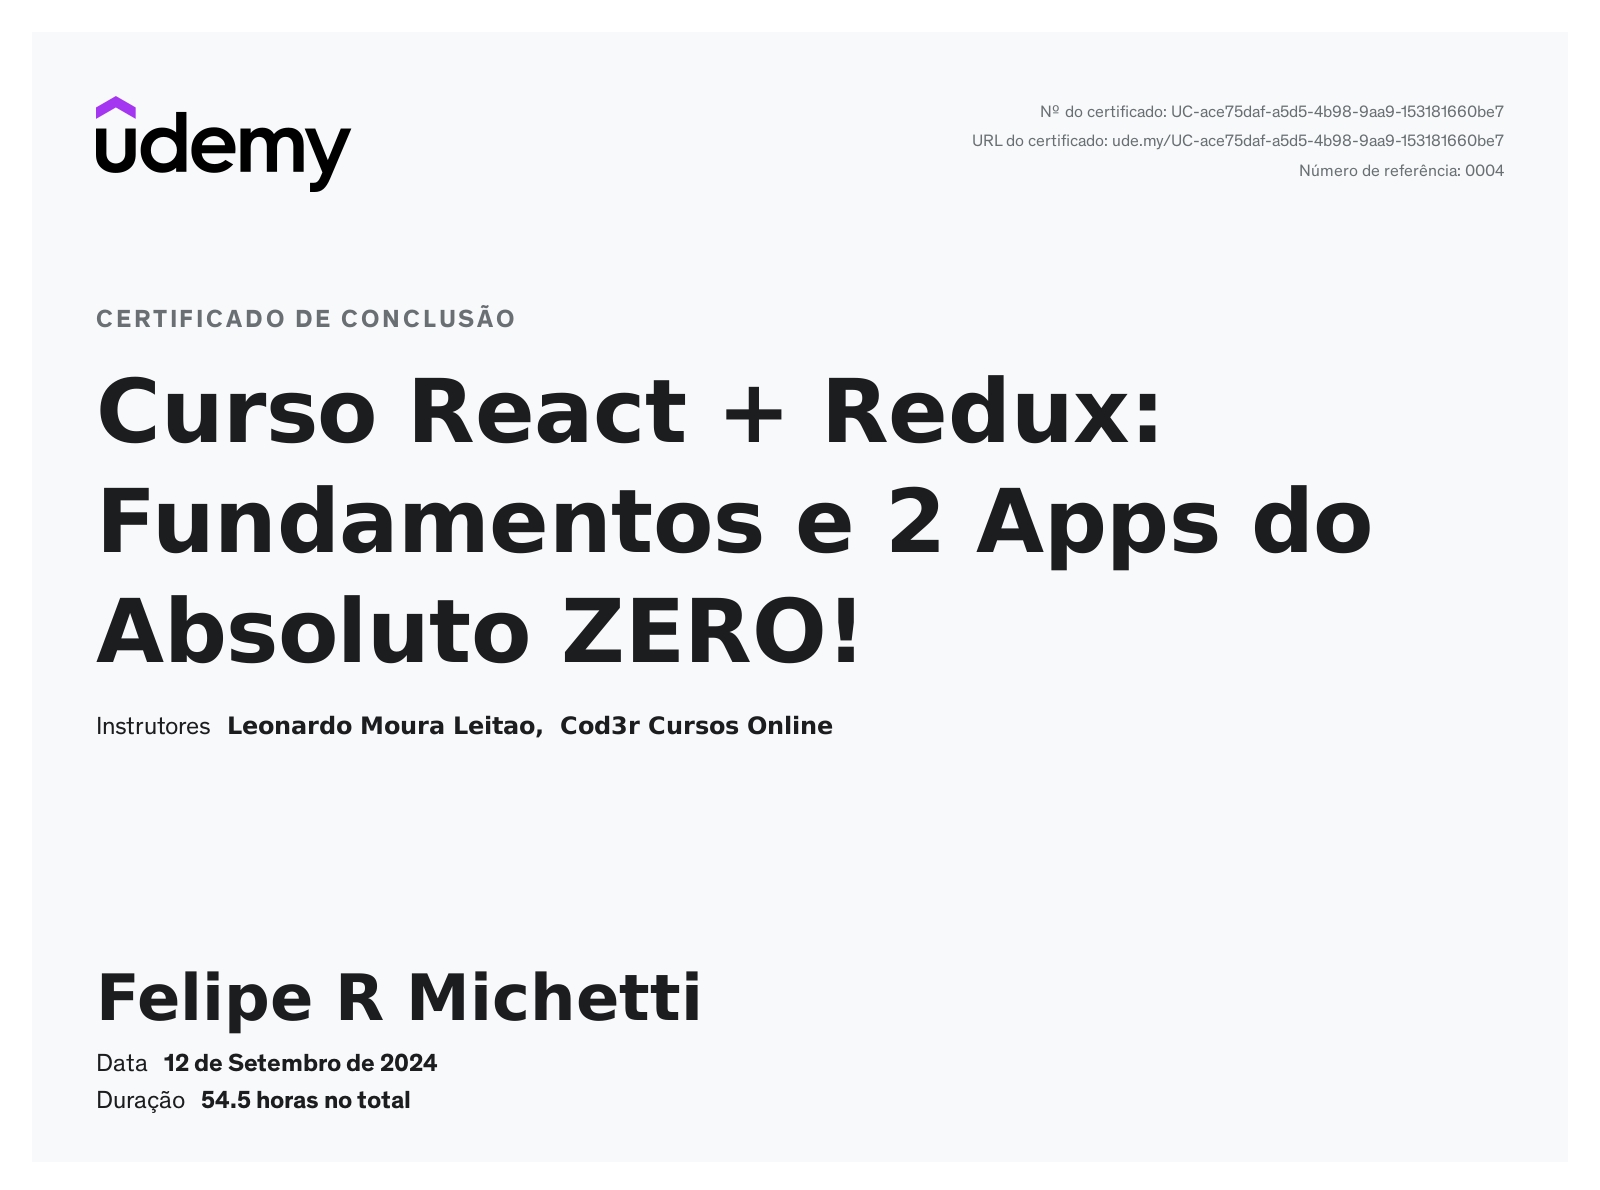 udemy
Nº do certificado: UC-ace75daf-a5d5-4b98-9aa9-153181660be7
URL do certificado: ude.my/UC-ace75daf-a5d5-4b98-9aa9-153181660be7
Número de referência: 0004
CERTIFICADO DE CONCLUSÃO
Curso React + Redux:
Fundamentos e 2 Apps do
Absoluto ZERO!
Instrutores Leonardo Moura Leitao, Cod3r Cursos Online
Felipe R Michetti
Data 12 de Setembro de 2024
Duração 54.5 horas no total